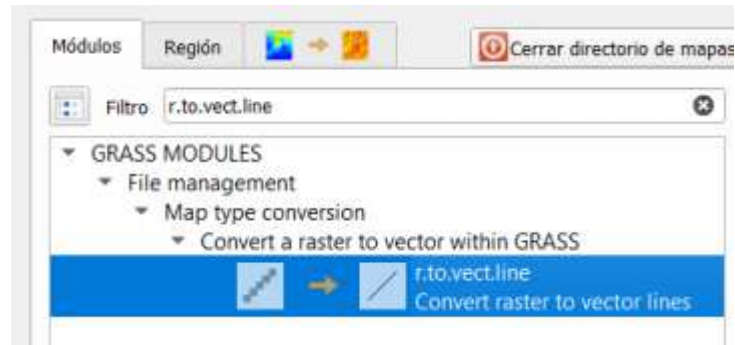 Módulos Región Cerrar directorio de mapas
Filtro r.to.vect.line
GRASS MODULES
File management
Map type conversion
Convert a raster to vector within GRASS
r.to.vect.line
Convert raster to vector lines